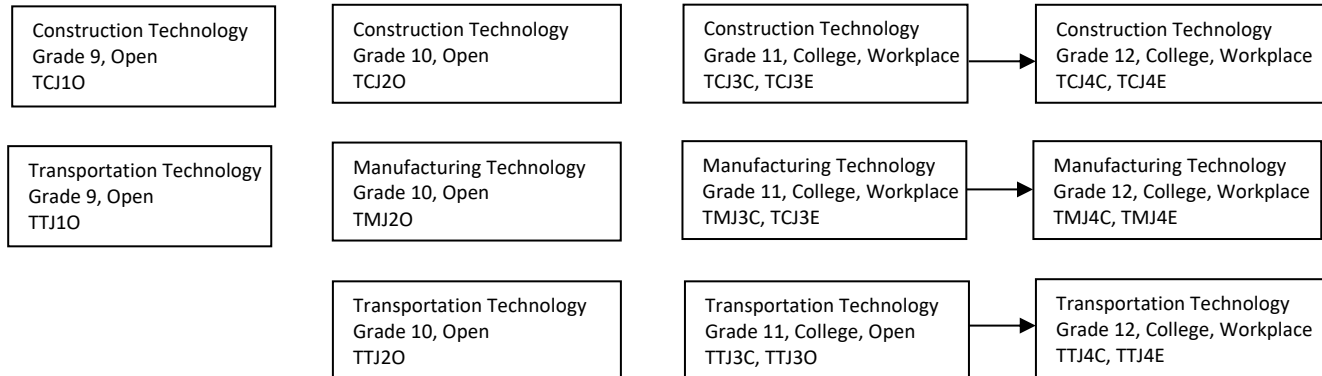 Construction Technology
Grade 9, Open
TCJ1O
Construction Technology
Grade 10, Open
TCJ2O
Construction Technology
Grade 11, College, Workplace
TCJ3C, TCJ3E
Construction Technology
Grade 12, College, Workplace
TCJ4C, TCJ4E
Transportation Technology
Grade 9, Open
TTJ1O
Manufacturing Technology
Grade 10, Open
TMJ2O
Manufacturing Technology
Grade 11, College, Workplace
TMJ3C, TCJ3E
Manufacturing Technology
Grade 12, College, Workplace
TMJ4C, TMJ4E
Transportation Technology
Grade 10, Open
TTJ2O
Transportation Technology
Grade 11, College, Open
TTJ3C, TTJ3O
Transportation Technology
Grade 12, College, Workplace
TTJ4C, TTJ4E